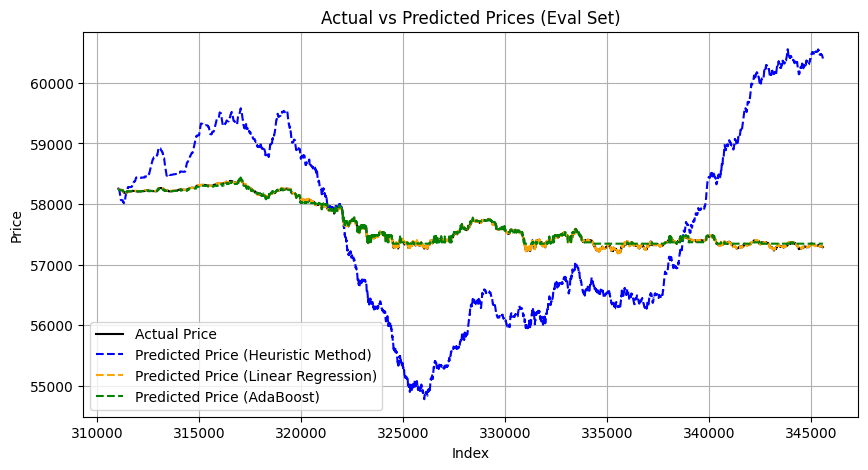 Actual vs Predicted Prices (Eval Set)
Price
60000
59000
58000
57000
56000
55000
Actual Price
Predicted Price (Heuristic Method)
Predicted Price (Linear Regression)
Predicted Price (AdaBoost)
310000 315000 320000 325000 330000 335000 340000 345000
Index